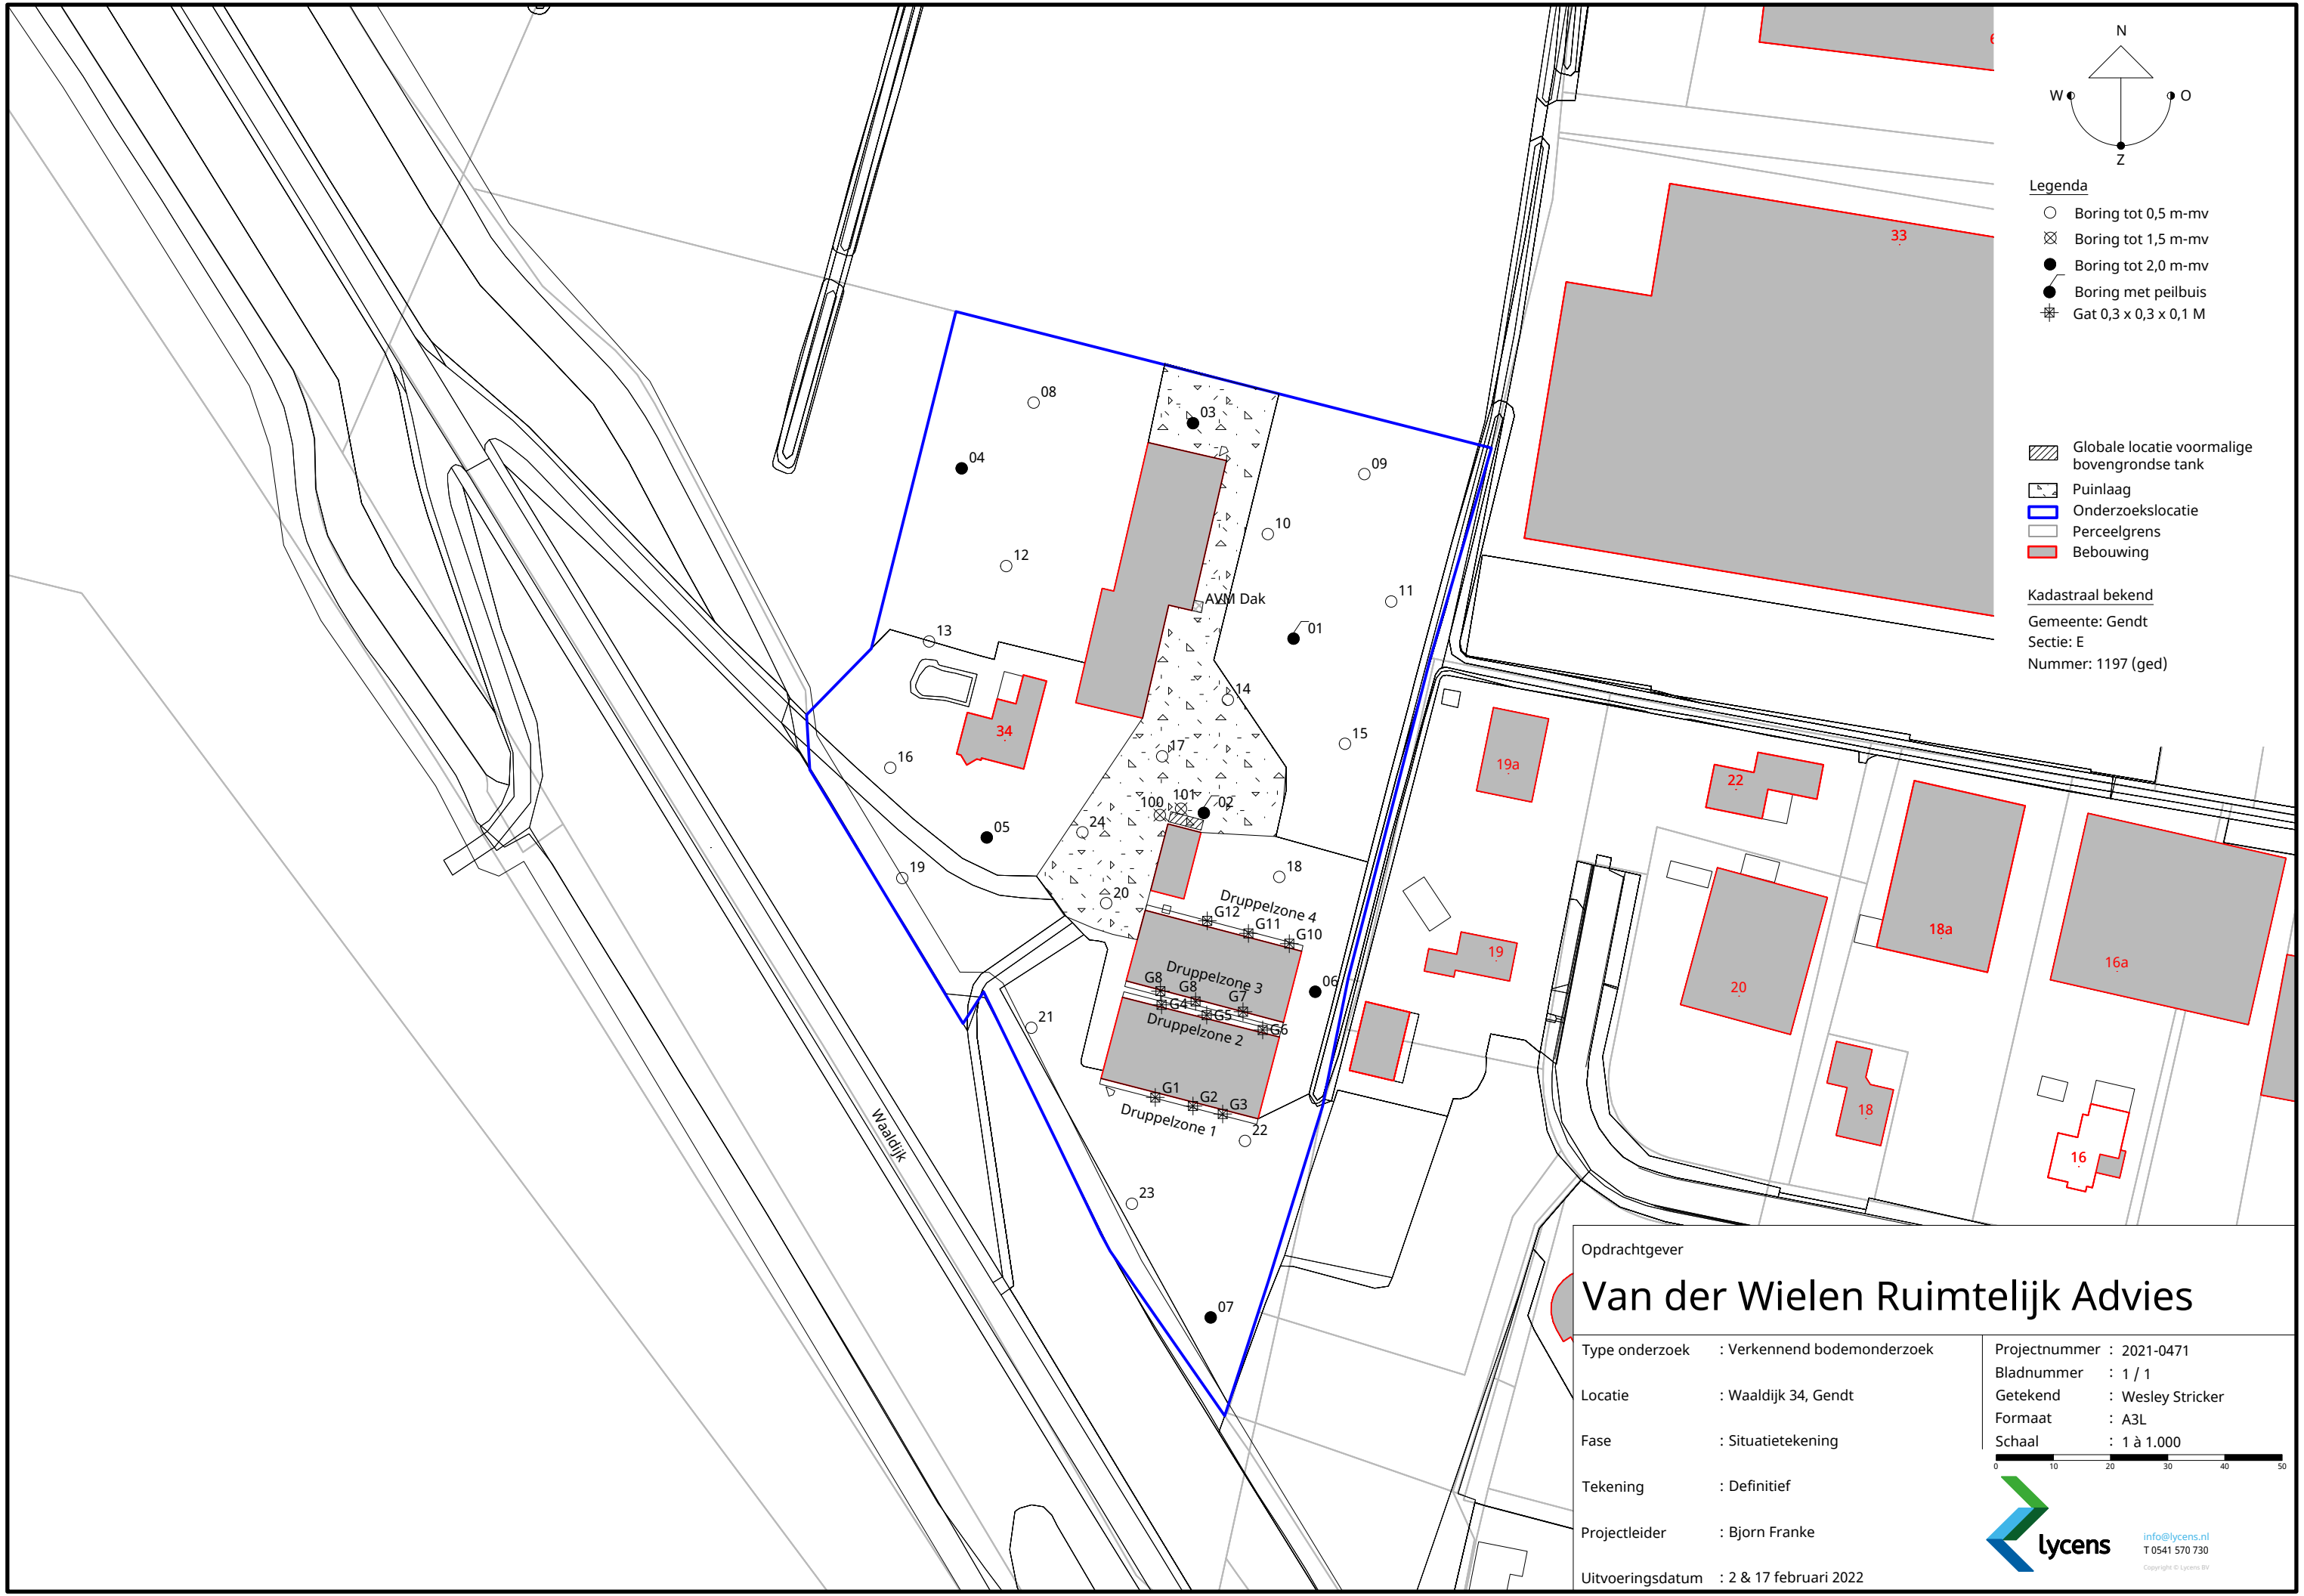 N
W
O
Z
Legenda
Boring tot 0,5 m-mv
Boring tot 1,5 m-mv
Boring tot 2,0 m-mv
Boring met peilbuis
Gat 0,3 x 0,3 x 0,1 M
Globale locatie voormalige
bovengrondse tank
Puinlaag
Onderzoekslocatie
Perceelgrens
Bebouwing
Kadastraal bekend
Gemeente: Gendt
Sectie: E
Nummer: 1197 (ged)
33
08
03
04
09
10
12
11
AVM Dak
01
13
14
34
15
17
16
19a
22
101
100
02
24
05
18a
19
18
20
Druppelzone 4
G12
G11
G10
19
16a
Druppelzone 3
G8
G8
G7
06
20
G4
G5
G6
21
Druppelzone 2
G1
G2
G3
Druppelzone 1
22
18
Waaldijk
16
23
07
Opdrachtgever
Van der Wielen Ruimtelijk Advies
Type onderzoek : Verkennend bodemonderzoek
Locatie : Waaldijk 34, Gendt
Fase : Situatietekening
Tekening : Definitief
Projectleider : Bjorn Franke
Uitvoeringsdatum : 2 & 17 februari 2022
Projectnummer : 2021-0471
Bladnummer : 1 / 1
Getekend : Wesley Stricker
Formaat : A3L
Schaal : 1 à 1.000
0 10 20 30 40 50
lycens
info@lycens.nl
T 0541 570 730
Copyright © Lycens BV